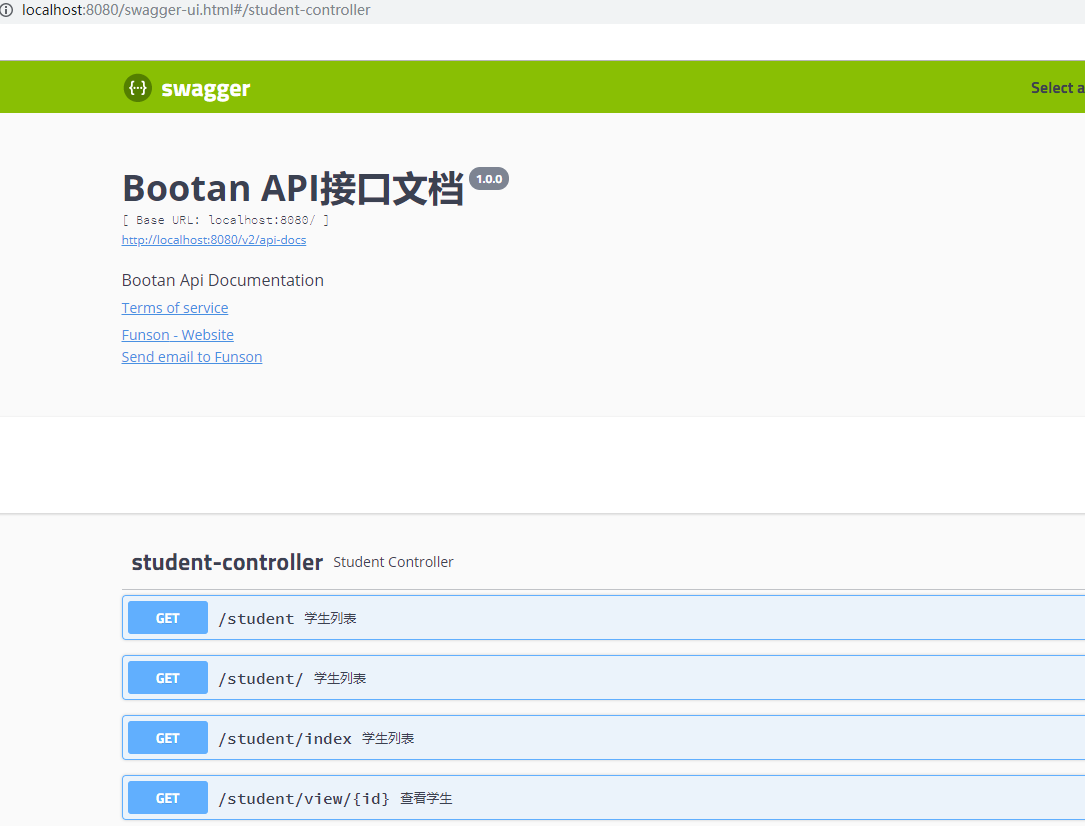 localhost:8080/swagger-ui.html#/student-controller
swagger
Select a
Bootan API接口文档 1.0.0
[ Base URL: localhost:8080/ ]
http://localhost:8080/v2/api-docs
Bootan Api Documentation
Terms of service
Funson - Website
Send email to Funson
student-controller Student Controller
GET /student 学生列表
GET /student/ 学生列表
GET /student/index 学生列表
GET /student/view/{id} 查看学生